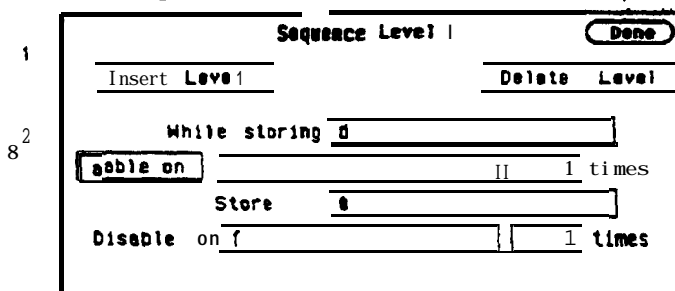 Sequence Level 1 Done
1
Insert Level Delete Level
While storing d
8 2
aable on 1 times
Store e
Disable on f 1 times